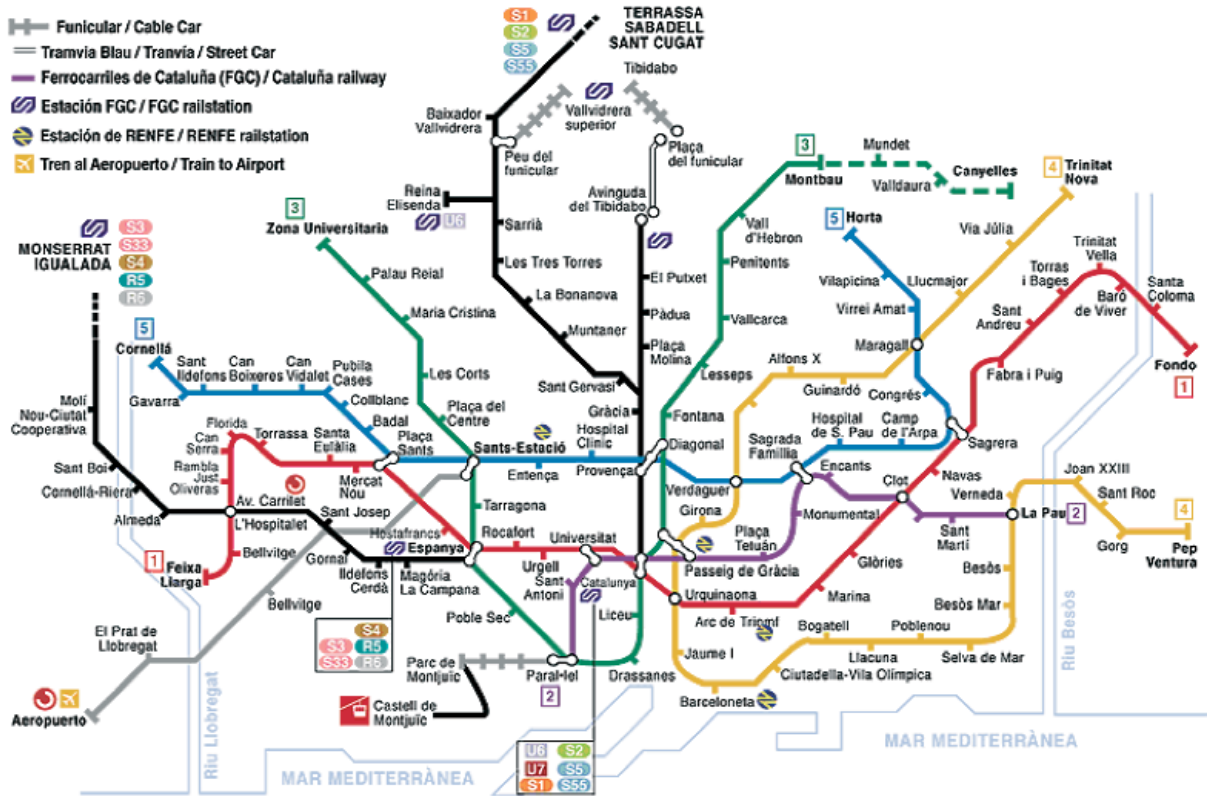 Funicular / Cable Car
Tramvia Blau / Tranvía / Street Car
Ferrocarriles de Cataluña (FGC) / Cataluña railway
Estación FGC / FGC railstation
Estación de RENFE / RENFE railstation
Tren al Aeropuerto / Train to Airport
S1
S2
S5
S55
TERRASSA
SABADELL
SANT CUGAT
Tibidabo
Vallvidrera
superior
Baixador
Vallvidrera
Peu del
funicular
Plaça
del funicular
Avinguda
del Tibidabo
Reina
Elisenda
U6
Sarrià
Les Tres Torres
La Bonanova
Muntaner
Sant Gervasi
El Putxet
Pàdua
Plaça
Molina
Gràcia
Provença
MONSERRAT
IGUALADA
S3
S33
S4
R5
R6
3
Zona Universitaria
Palau Reial
Maria Cristina
Les Corts
Plaça del
Centre
Sants-Estació
Tarragona
Espanya
Poble Sec
Paral·lel
Drassanes
Liceu
Catalunya
Passeig de Gràcia
Diagonal
Fontana
Lesseps
Vallcarca
Penitents
Vall
d'Hebron
3
Montbau
Mundet
Valldaura
Canyelles
4
Trinitat
Nova
Via Júlia
Llucmajor
Maragall
Guinardó
Alfons X
Verdaguer
Girona
Urquinaona
Jaume I
Barceloneta
Ciutadella-Vila Olímpica
Bogatell
Llacuna
Poblenou
Selva de Mar
Besòs Mar
Besòs
La Pau
2
Verneda
Joan XXIII
Sant Roc
Gorg
4
Pep
Ventura
5
Horta
Vilapicina
Virrei Amat
Congrés
Sagrera
Camp
de l'Arpa
Hospital
de S. Pau
Sagrada
Famillia
Hospital
Clinic
Entença
Plaça
Sants
Badal
Collblanc
Pubila
Cases
Can
Vidalet
Can
Boixeres
Sant
Ildefons
Gavarra
5
Cornellá
Trinitat
Vella
Torras
i Bages
Baró
de Viver
Santa
Coloma
Fondo
1
Sant
Andreu
Fabra i Puig
Navas
Clot
Glòries
Marina
Arc de Triomf
Universitat
Urgell
Rocafort
Hostafrancs
Mercat
Nou
Santa
Eulàlia
Torrassa
Florida
Can
Serra
Rambla
Just
Oliveras
Av. Carrilet
L'Hospitalet
Bellvitge
1
Feixa
Llarga
Encants
Monumental
Plaça
Tetuán
Sant
Antoni
2
Sant
Martí
Molí
Nou-Ciutat
Cooperativa
Sant Boi
Cornellà-Riera
Almeda
Sant Josep
Gornal
Ildefons
Cerdà
Magória
La Campana
Bellvitge
El Prat de
Llobregat
Aeropuerto
S4
S3
R5
S33
R6
Parc de
Montjuïc
Castell de
Montjuïc
U6
S2
U7
S5
S1
S55
Riu Llobregat
Riu Besòs
MAR MEDITERRÀNEA
MAR MEDITERRÀNEA